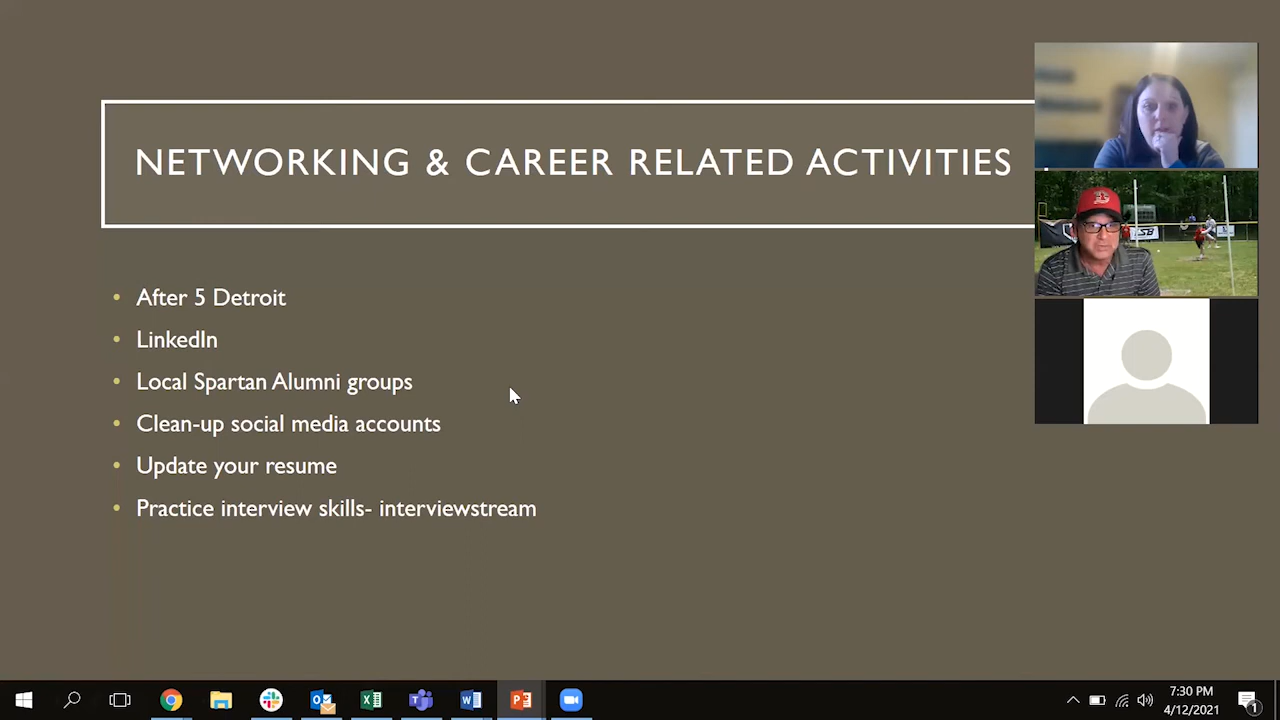 NETWORKING & CAREER RELATED ACTIVITIES
• After 5 Detroit
• LinkedIn
• Local Spartan Alumni groups
• Clean-up social media accounts
• Update your resume
• Practice interview skills- interviewstream
7:30 PM
4/12/2021
1